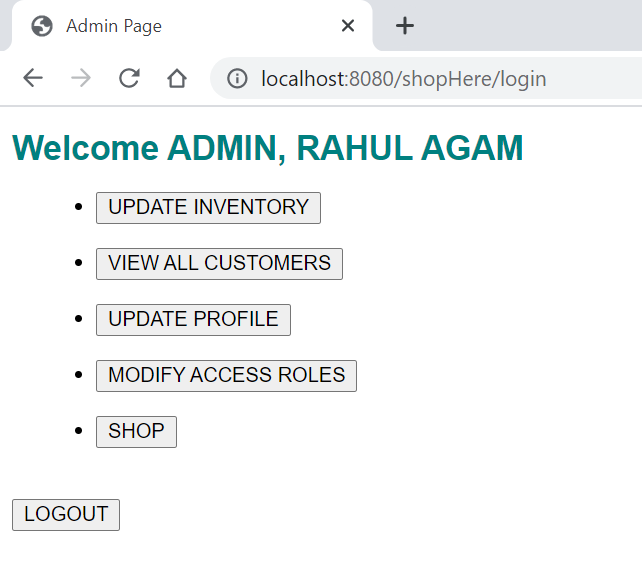 Admin Page
localhost:8080/shopHere/login
Welcome ADMIN, RAHUL AGAM
UPDATE INVENTORY
VIEW ALL CUSTOMERS
UPDATE PROFILE
MODIFY ACCESS ROLES
SHOP
LOGOUT